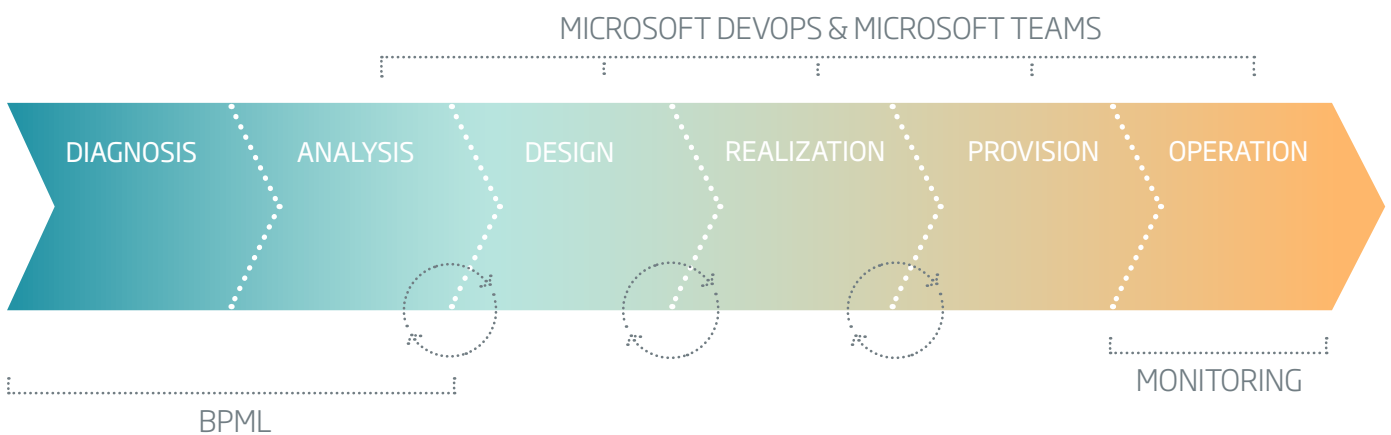 MICROSOFT DEVOPS & MICROSOFT TEAMS
DIAGNOSIS
ANALYSIS
DESIGN
REALIZATION
PROVISION
OPERATION
MONITORING
BPML